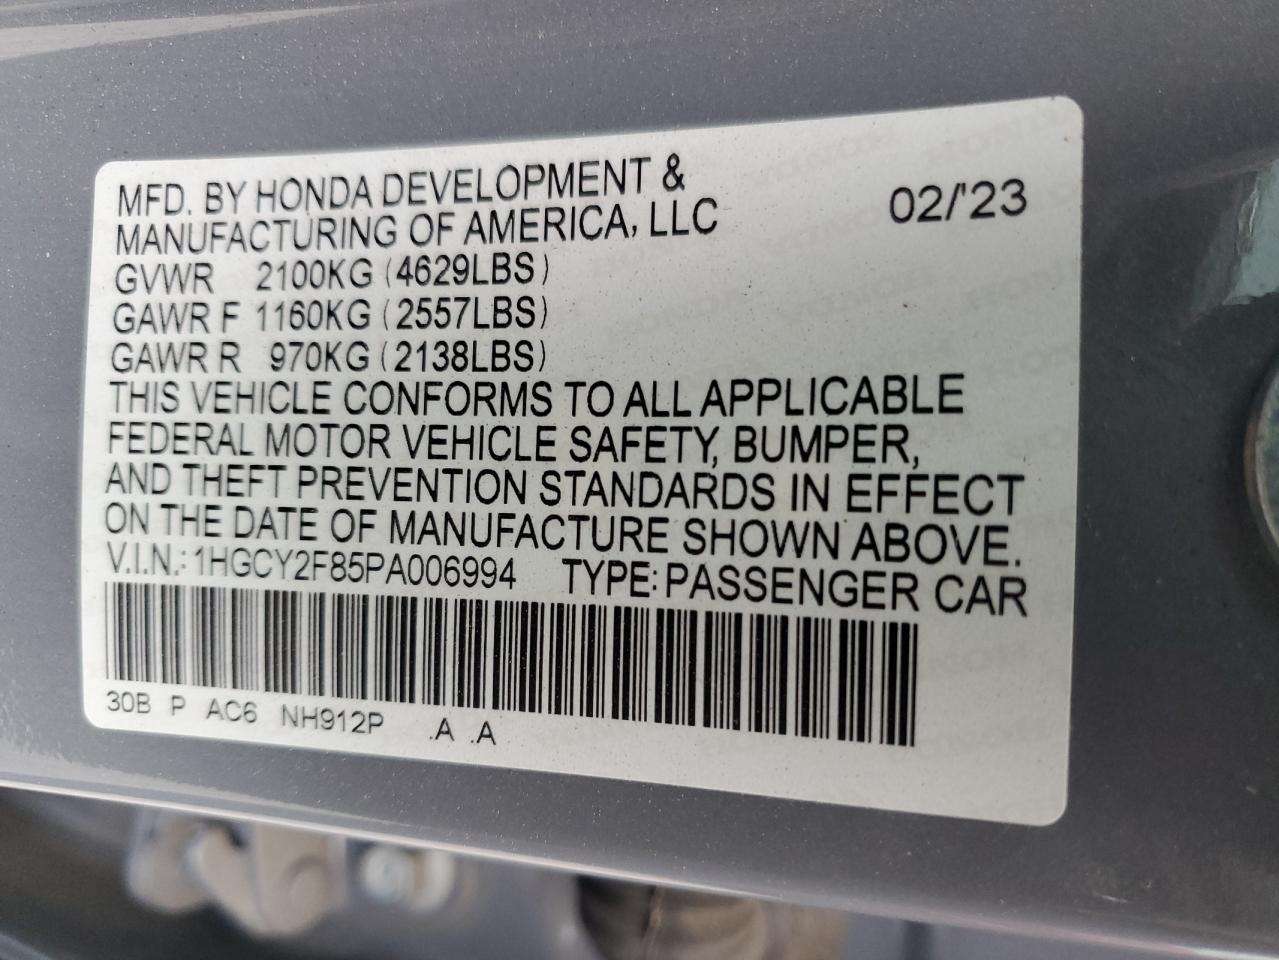 MFD. BY HONDA DEVELOPMENT &
MANUFACTURING OF AMERICA, LLC 02/'23
GVWR 2100KG (4629LBS)
GAWR F 1160KG (2557LBS)
GAWR R 970KG (2138LBS)
THIS VEHICLE CONFORMS TO ALL APPLICABLE
FEDERAL MOTOR VEHICLE SAFETY, BUMPER,
AND THEFT PREVENTION STANDARDS IN EFFECT
ON THE DATE OF MANUFACTURE SHOWN ABOVE.
V.I.N.: 1HGCY2F85PA006994 TYPE: PASSENGER CAR
30B P AC6 NH912P .A .A